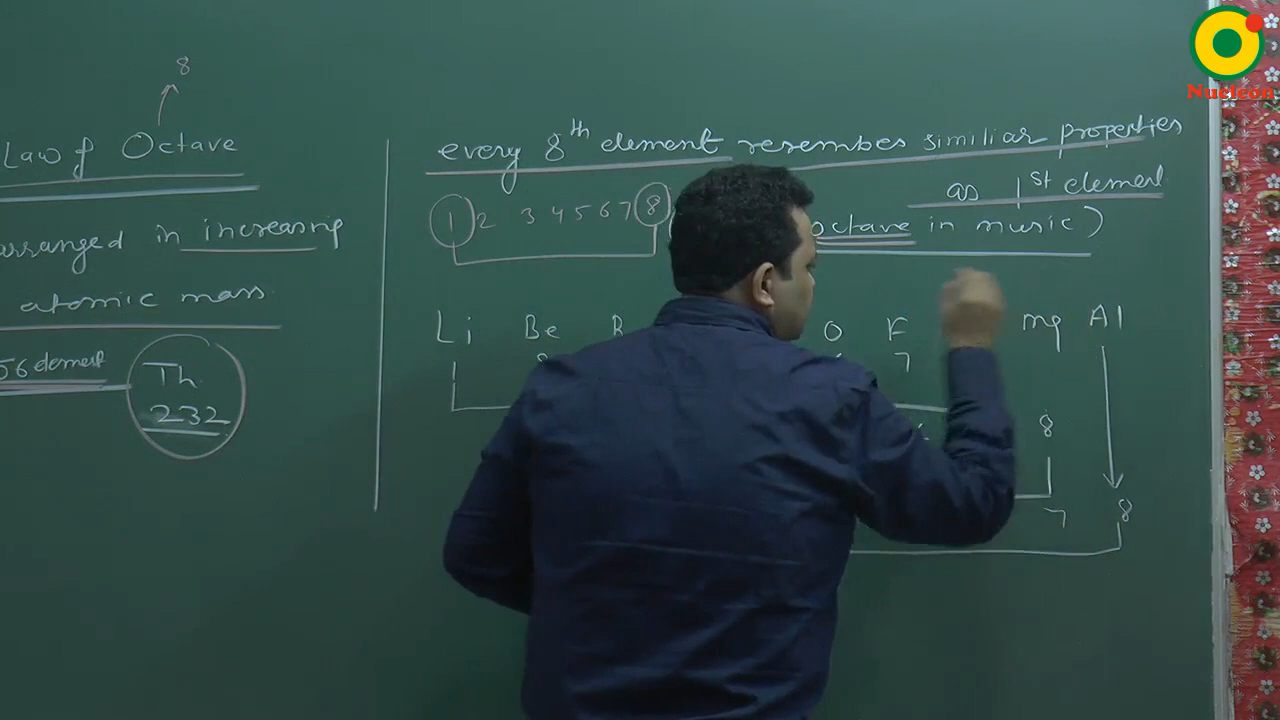 8
Law of Octave
arranged in increasing
atomic mass
56 element
Th
232
every 8th element resembes similiar properties
as 1st element
1 2 3 4 5 6 7 8
octave in music)
Li Be B O F mg Al
7
8
7 8
Nucleon